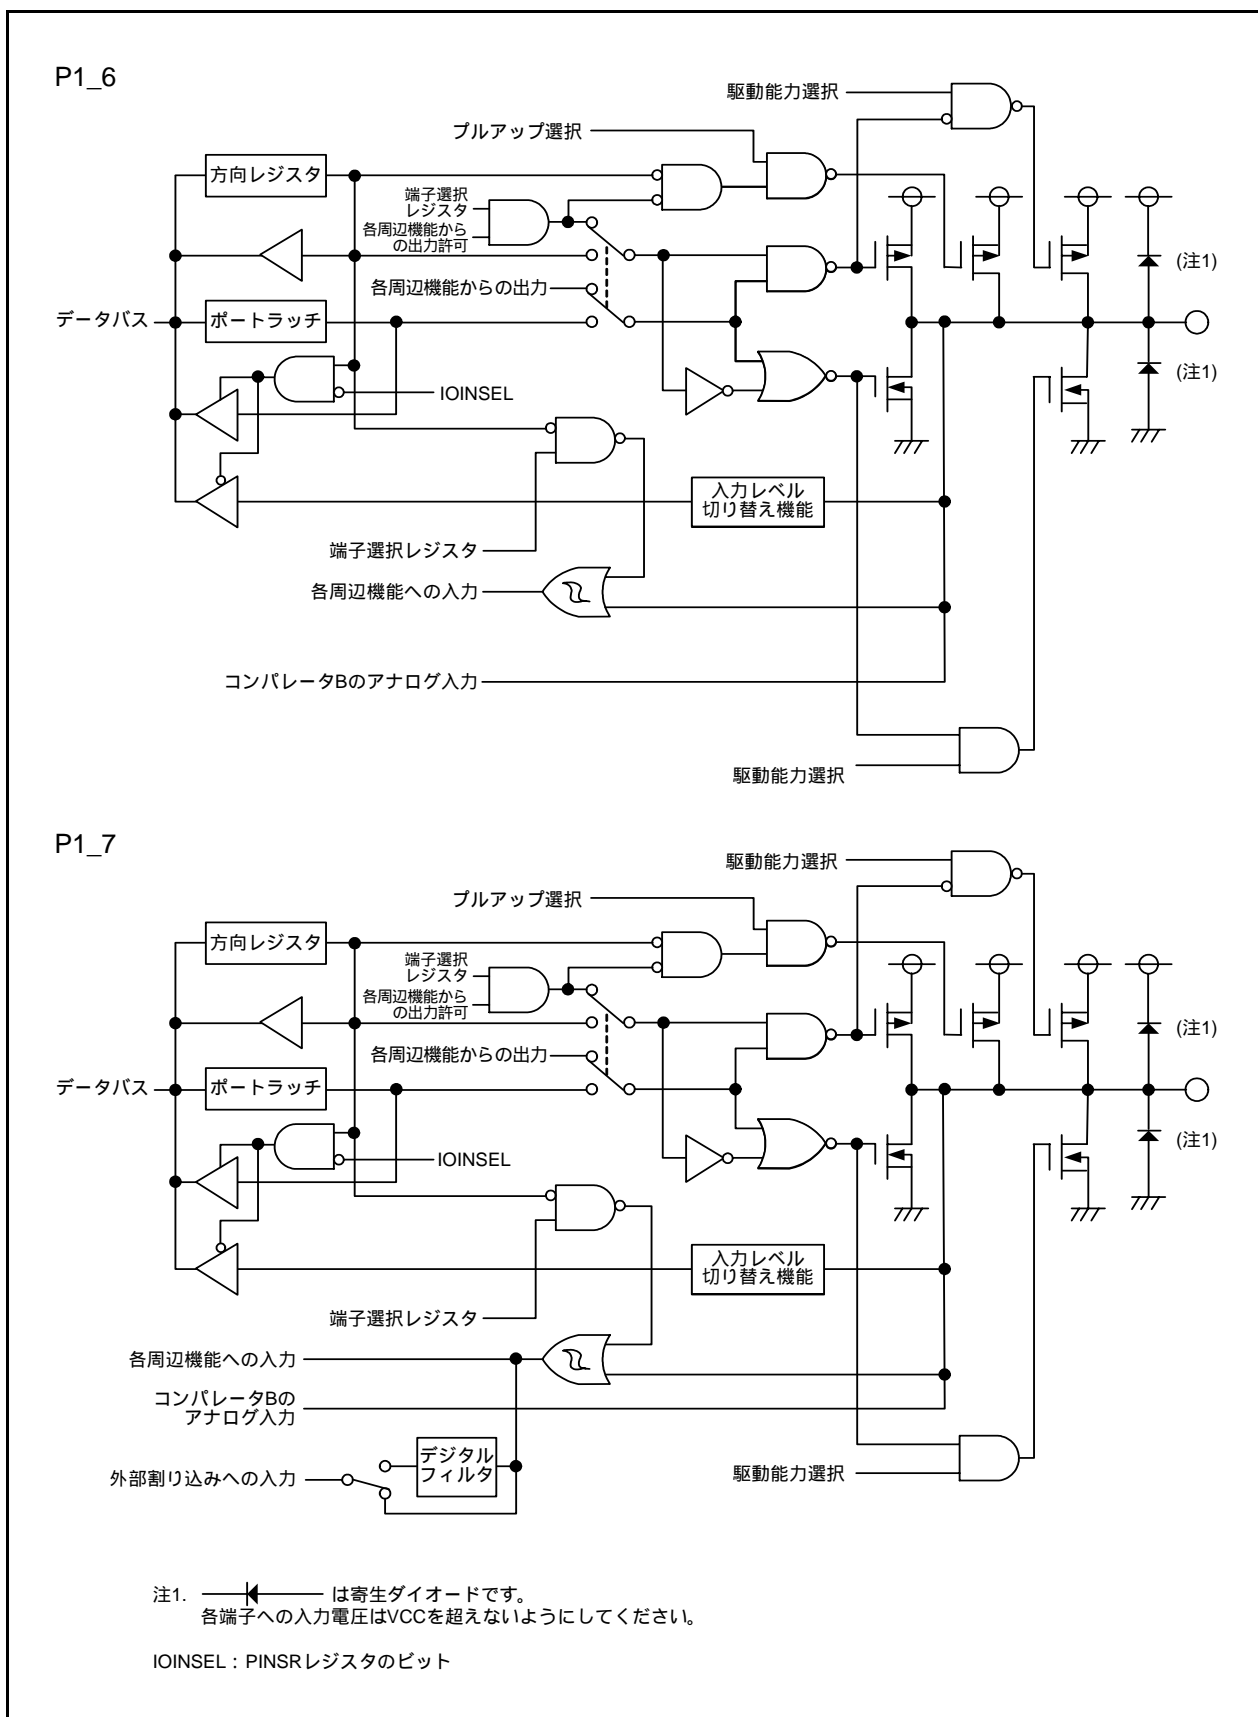 P1_6
駆動能力選択
プルアップ選択
方向レジスタ
端子選択
レジスタ
各周辺機能から
の出力許可
(注1)
各周辺機能からの出力
データバス
ポートラッチ
(注1)
IOINSEL
入力レベル
切り替え機能
端子選択レジスタ
各周辺機能への入力
コンパレータBのアナログ入力
駆動能力選択
P1_7
駆動能力選択
プルアップ選択
方向レジスタ
端子選択
レジスタ
各周辺機能から
の出力許可
(注1)
各周辺機能からの出力
データバス
ポートラッチ
(注1)
IOINSEL
入力レベル
切り替え機能
端子選択レジスタ
各周辺機能への入力
コンパレータBの
アナログ入力
デジタル
フィルタ
外部割り込みへの入力
駆動能力選択
注1. は寄生ダイオードです。
各端子への入力電圧はVCCを超えないようにしてください。
IOINSEL：PINSRレジスタのビット